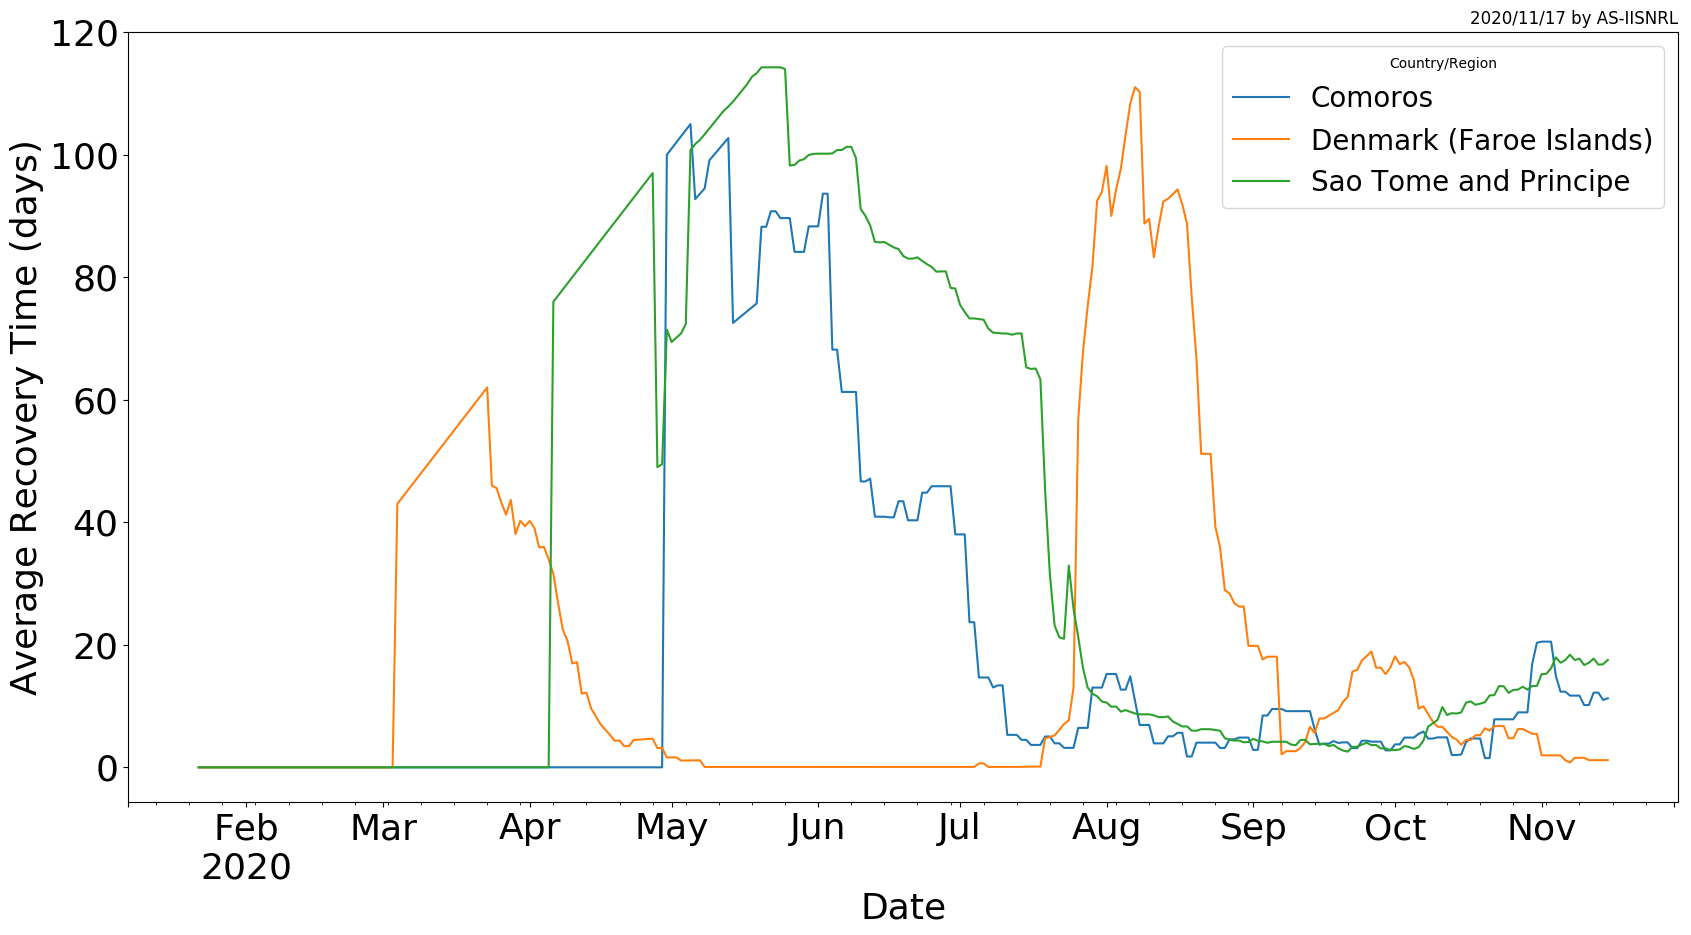 2020/11/17 by AS-IISNRL
120
100
80
60
40
20
0
Average Recovery Time (days)
Country/Region
Comoros
Denmark (Faroe Islands)
Sao Tome and Principe
Feb Mar Apr May Jun Jul Aug Sep Oct Nov
2020
Date